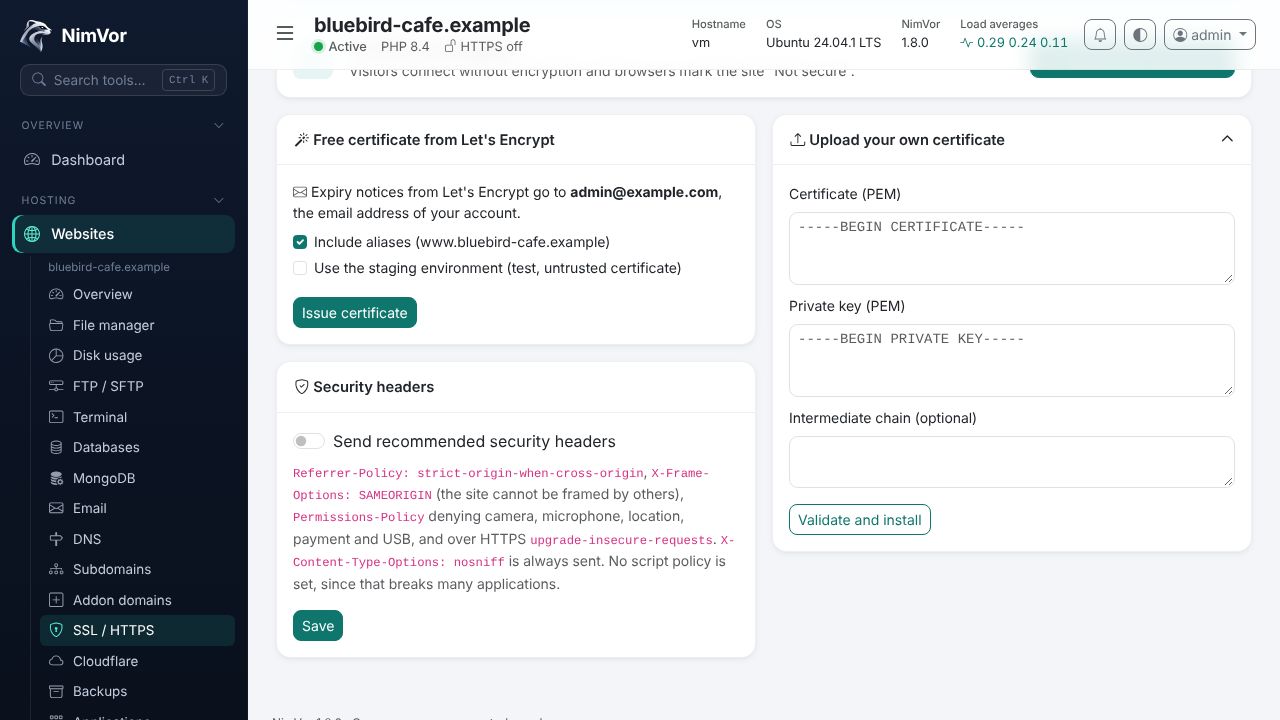 NimVor
Search tools... Ctrl K
OVERVIEW
Dashboard
HOSTING
Websites
bluebird-cafe.example
Overview
File manager
Disk usage
FTP / SFTP
Terminal
Databases
MongoDB
Email
DNS
Subdomains
Addon domains
SSL / HTTPS
Cloudflare
Backups
Applications
bluebird-cafe.example
Active PHP 8.4 HTTPS off
Hostname
vm
OS
Ubuntu 24.04.1 LTS
NimVor
1.8.0
Load averages
0.29 0.24 0.11
admin
Visitors connect without encryption and browsers mark the site "Not secure".
Free certificate from Let's Encrypt
Expiry notices from Let's Encrypt go to admin@example.com,
the email address of your account.
Include aliases (www.bluebird-cafe.example)
Use the staging environment (test, untrusted certificate)
Issue certificate
Security headers
Send recommended security headers
Referrer-Policy: strict-origin-when-cross-origin, X-Frame-
Options: SAMEORIGIN (the site cannot be framed by others),
Permissions-Policy denying camera, microphone, location,
payment and USB, and over HTTPS upgrade-insecure-requests. X-
Content-Type-Options: nosniff is always sent. No script policy is
set, since that breaks many applications.
Save
Upload your own certificate
Certificate (PEM)
-----BEGIN CERTIFICATE-----
Private key (PEM)
-----BEGIN PRIVATE KEY-----
Intermediate chain (optional)
Validate and install